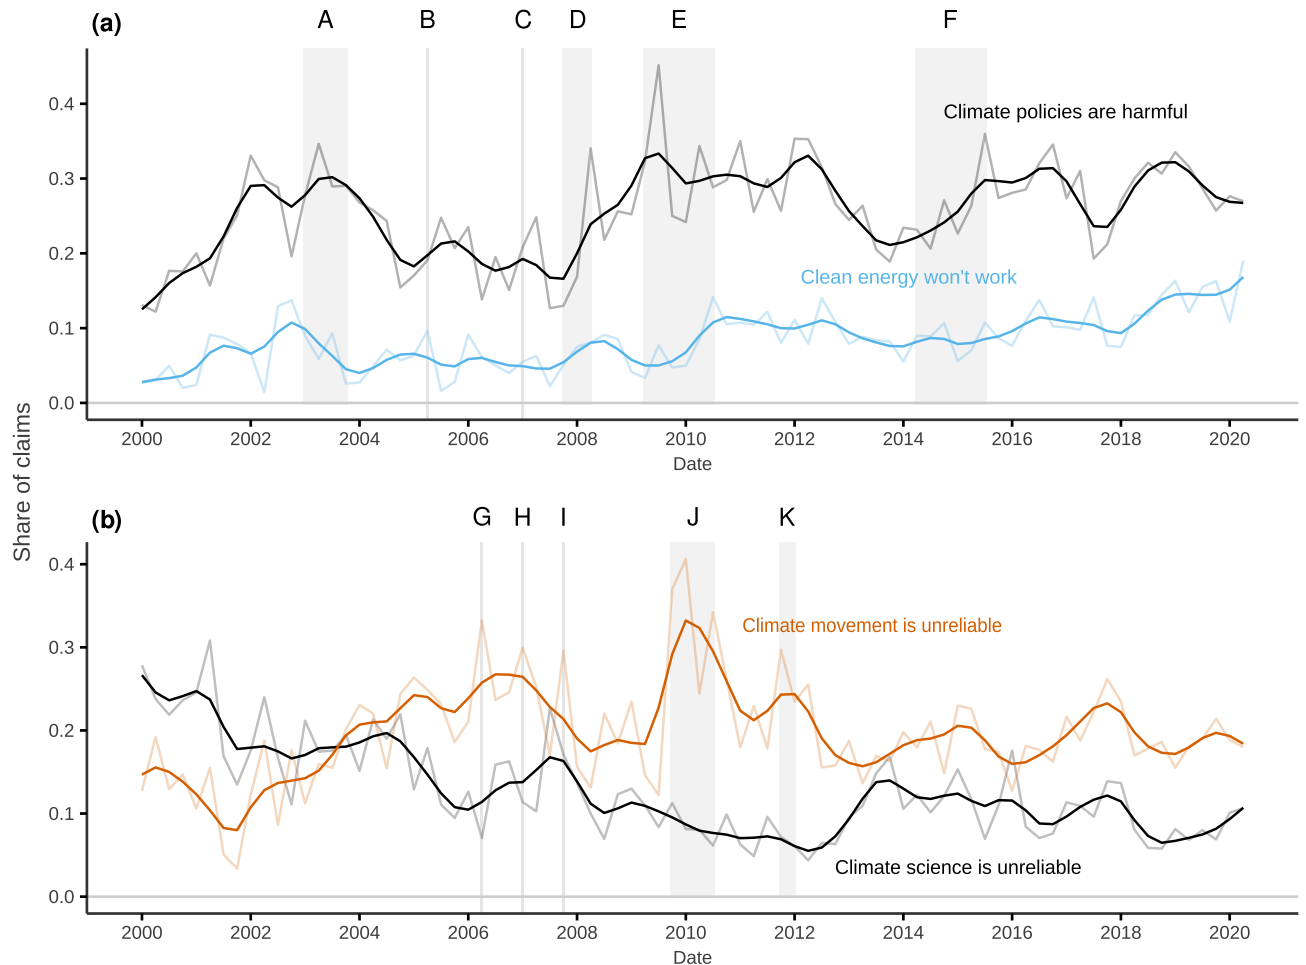 (a) A B C D E F
0.4
Climate policies are harmful
0.3
Clean energy won't work
0.2
0.1
0.0
2000 2002 2004 2006 2008 2010 2012 2014 2016 2018 2020
Date
Share of claims
(b) G H I J K
0.4
Climate movement is unreliable
0.3
0.2
0.1
Climate science is unreliable
0.0
2000 2002 2004 2006 2008 2010 2012 2014 2016 2018 2020
Date